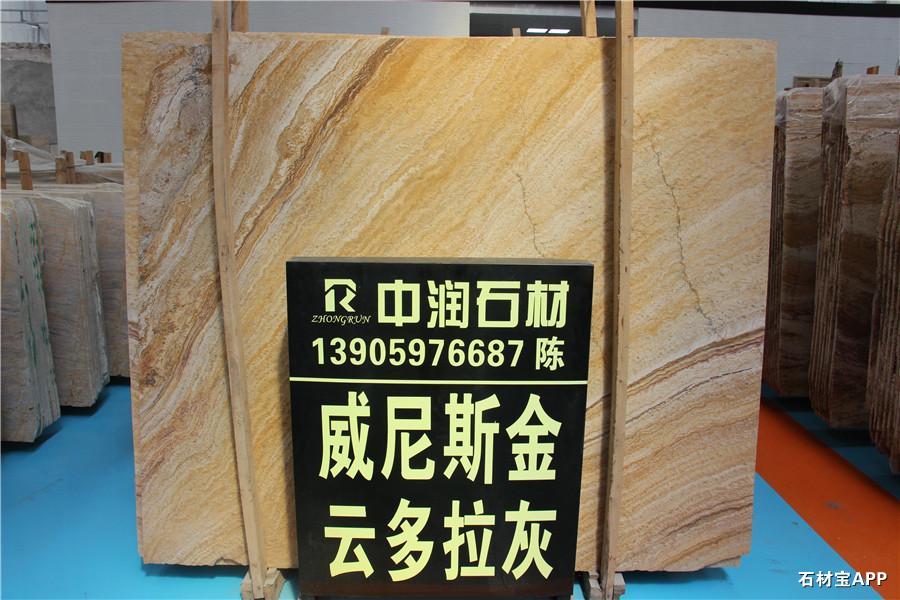 中润石材
ZHONGRUN
13905976687 陈
威尼斯金
云多拉灰
石材宝APP